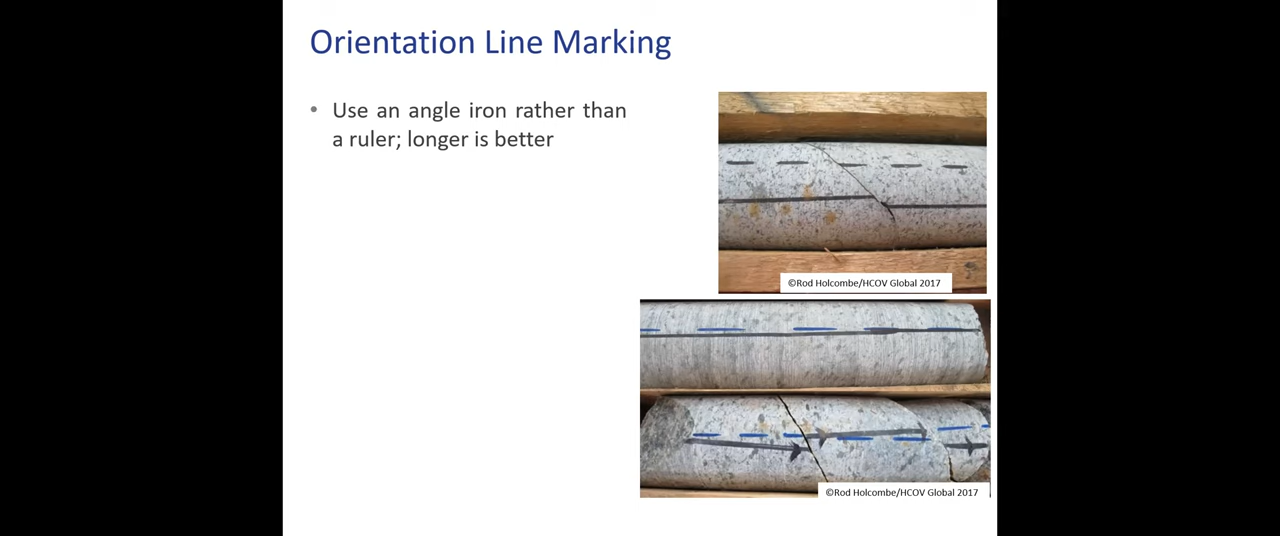 Orientation Line Marking
• Use an angle iron rather than
a ruler; longer is better
©Rod Holcombe/HCOV Global 2017
©Rod Holcombe/HCOV Global 2017